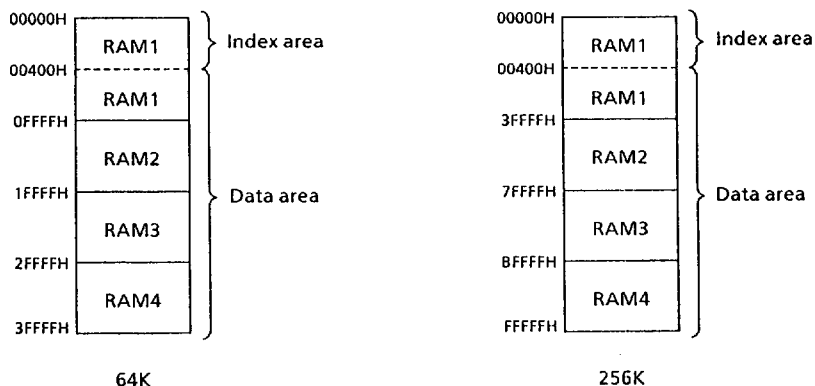 00000H
RAM1
Index area
00400H
RAM1
0FFFFH
RAM2
1FFFFH
Data area
RAM3
2FFFFH
RAM4
3FFFFH
64K
00000H
RAM1
Index area
00400H
RAM1
3FFFFH
RAM2
7FFFFH
Data area
RAM3
BFFFFH
RAM4
FFFFFH
256K